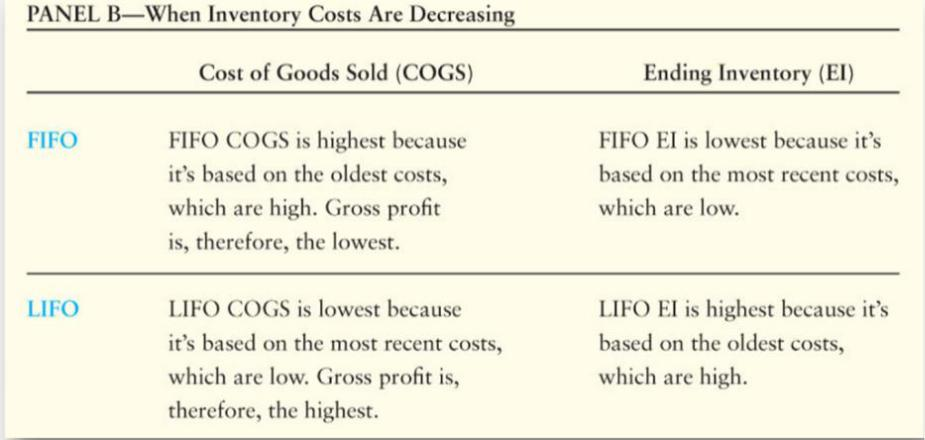 PANEL B—When Inventory Costs Are Decreasing
Cost of Goods Sold (COGS)
Ending Inventory (EI)
FIFO
FIFO COGS is highest because
it's based on the oldest costs,
which are high. Gross profit
is, therefore, the lowest.
FIFO EI is lowest because it's
based on the most recent costs,
which are low.
LIFO
LIFO COGS is lowest because
it's based on the most recent costs,
which are low. Gross profit is,
therefore, the highest.
LIFO EI is highest because it's
based on the oldest costs,
which are high.